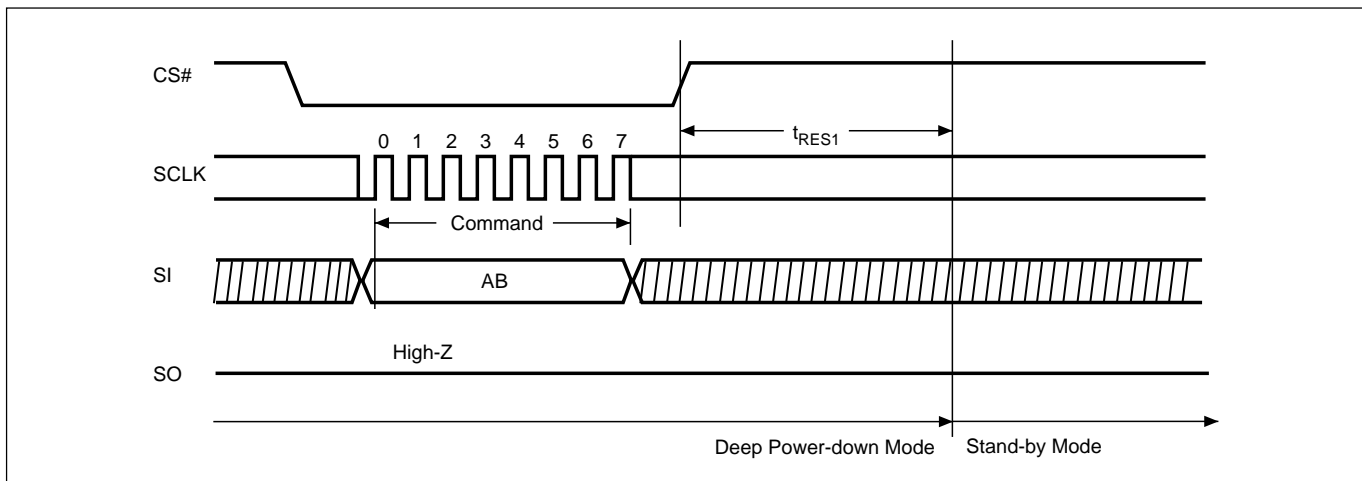 CS#
tRES1
0 1 2 3 4 5 6 7
SCLK
Command
SI
AB
High-Z
SO
Deep Power-down Mode
Stand-by Mode